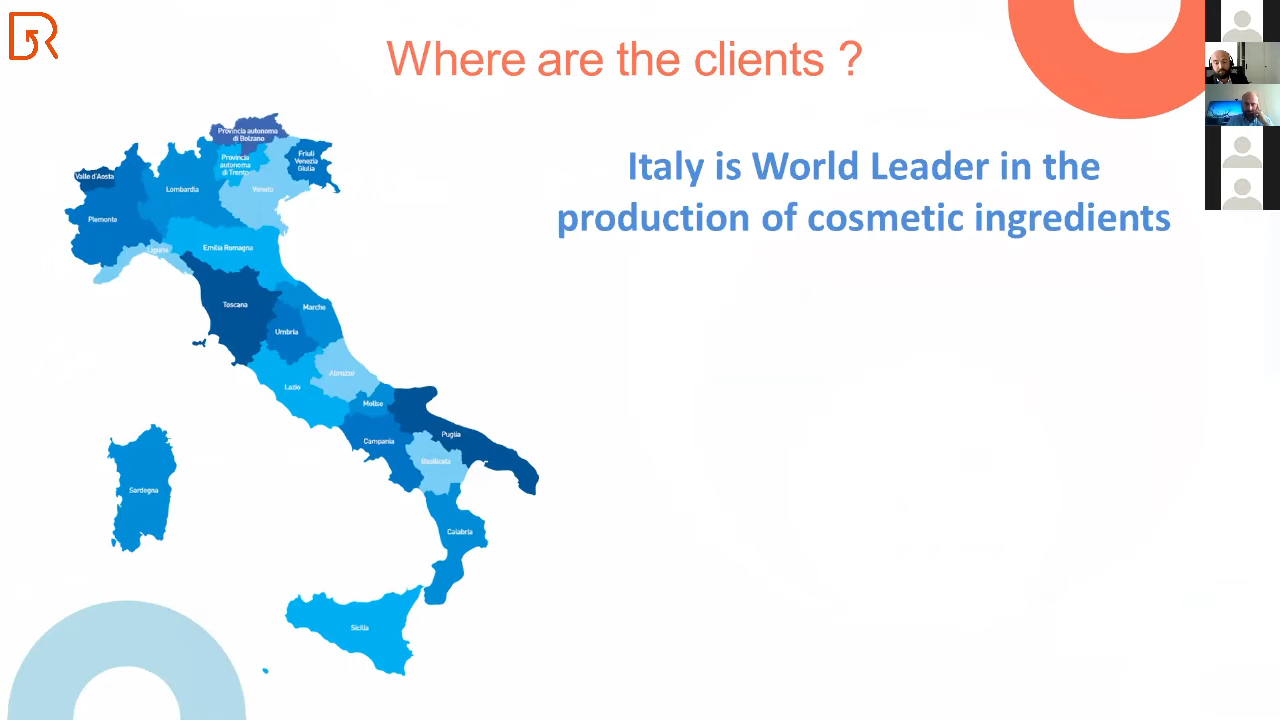 Where are the clients ?
Italy is World Leader in the
production of cosmetic ingredients
Provincia autonoma
di Bolzano
Provincia
autonoma
di Trento
Friuli
Venezia
Giulia
Valle d'Aosta
Lombardia
Veneto
Piemonte
Emilia Romagna
Liguria
Toscana
Marche
Umbria
Abruzzo
Lazio
Molise
Puglia
Campania
Basilicata
Sardegna
Calabria
Sicilia